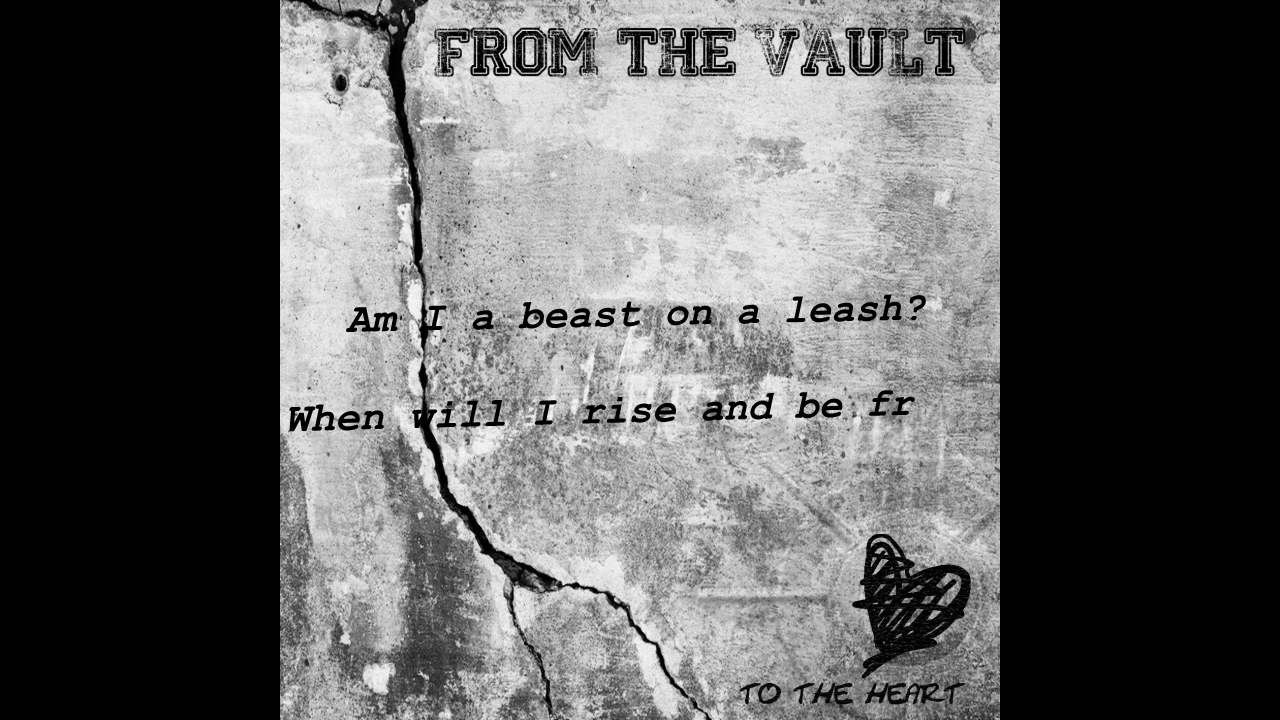 FROM THE VAULT
Am I a beast on a leash?
When will I rise and be fr
TO THE HEART